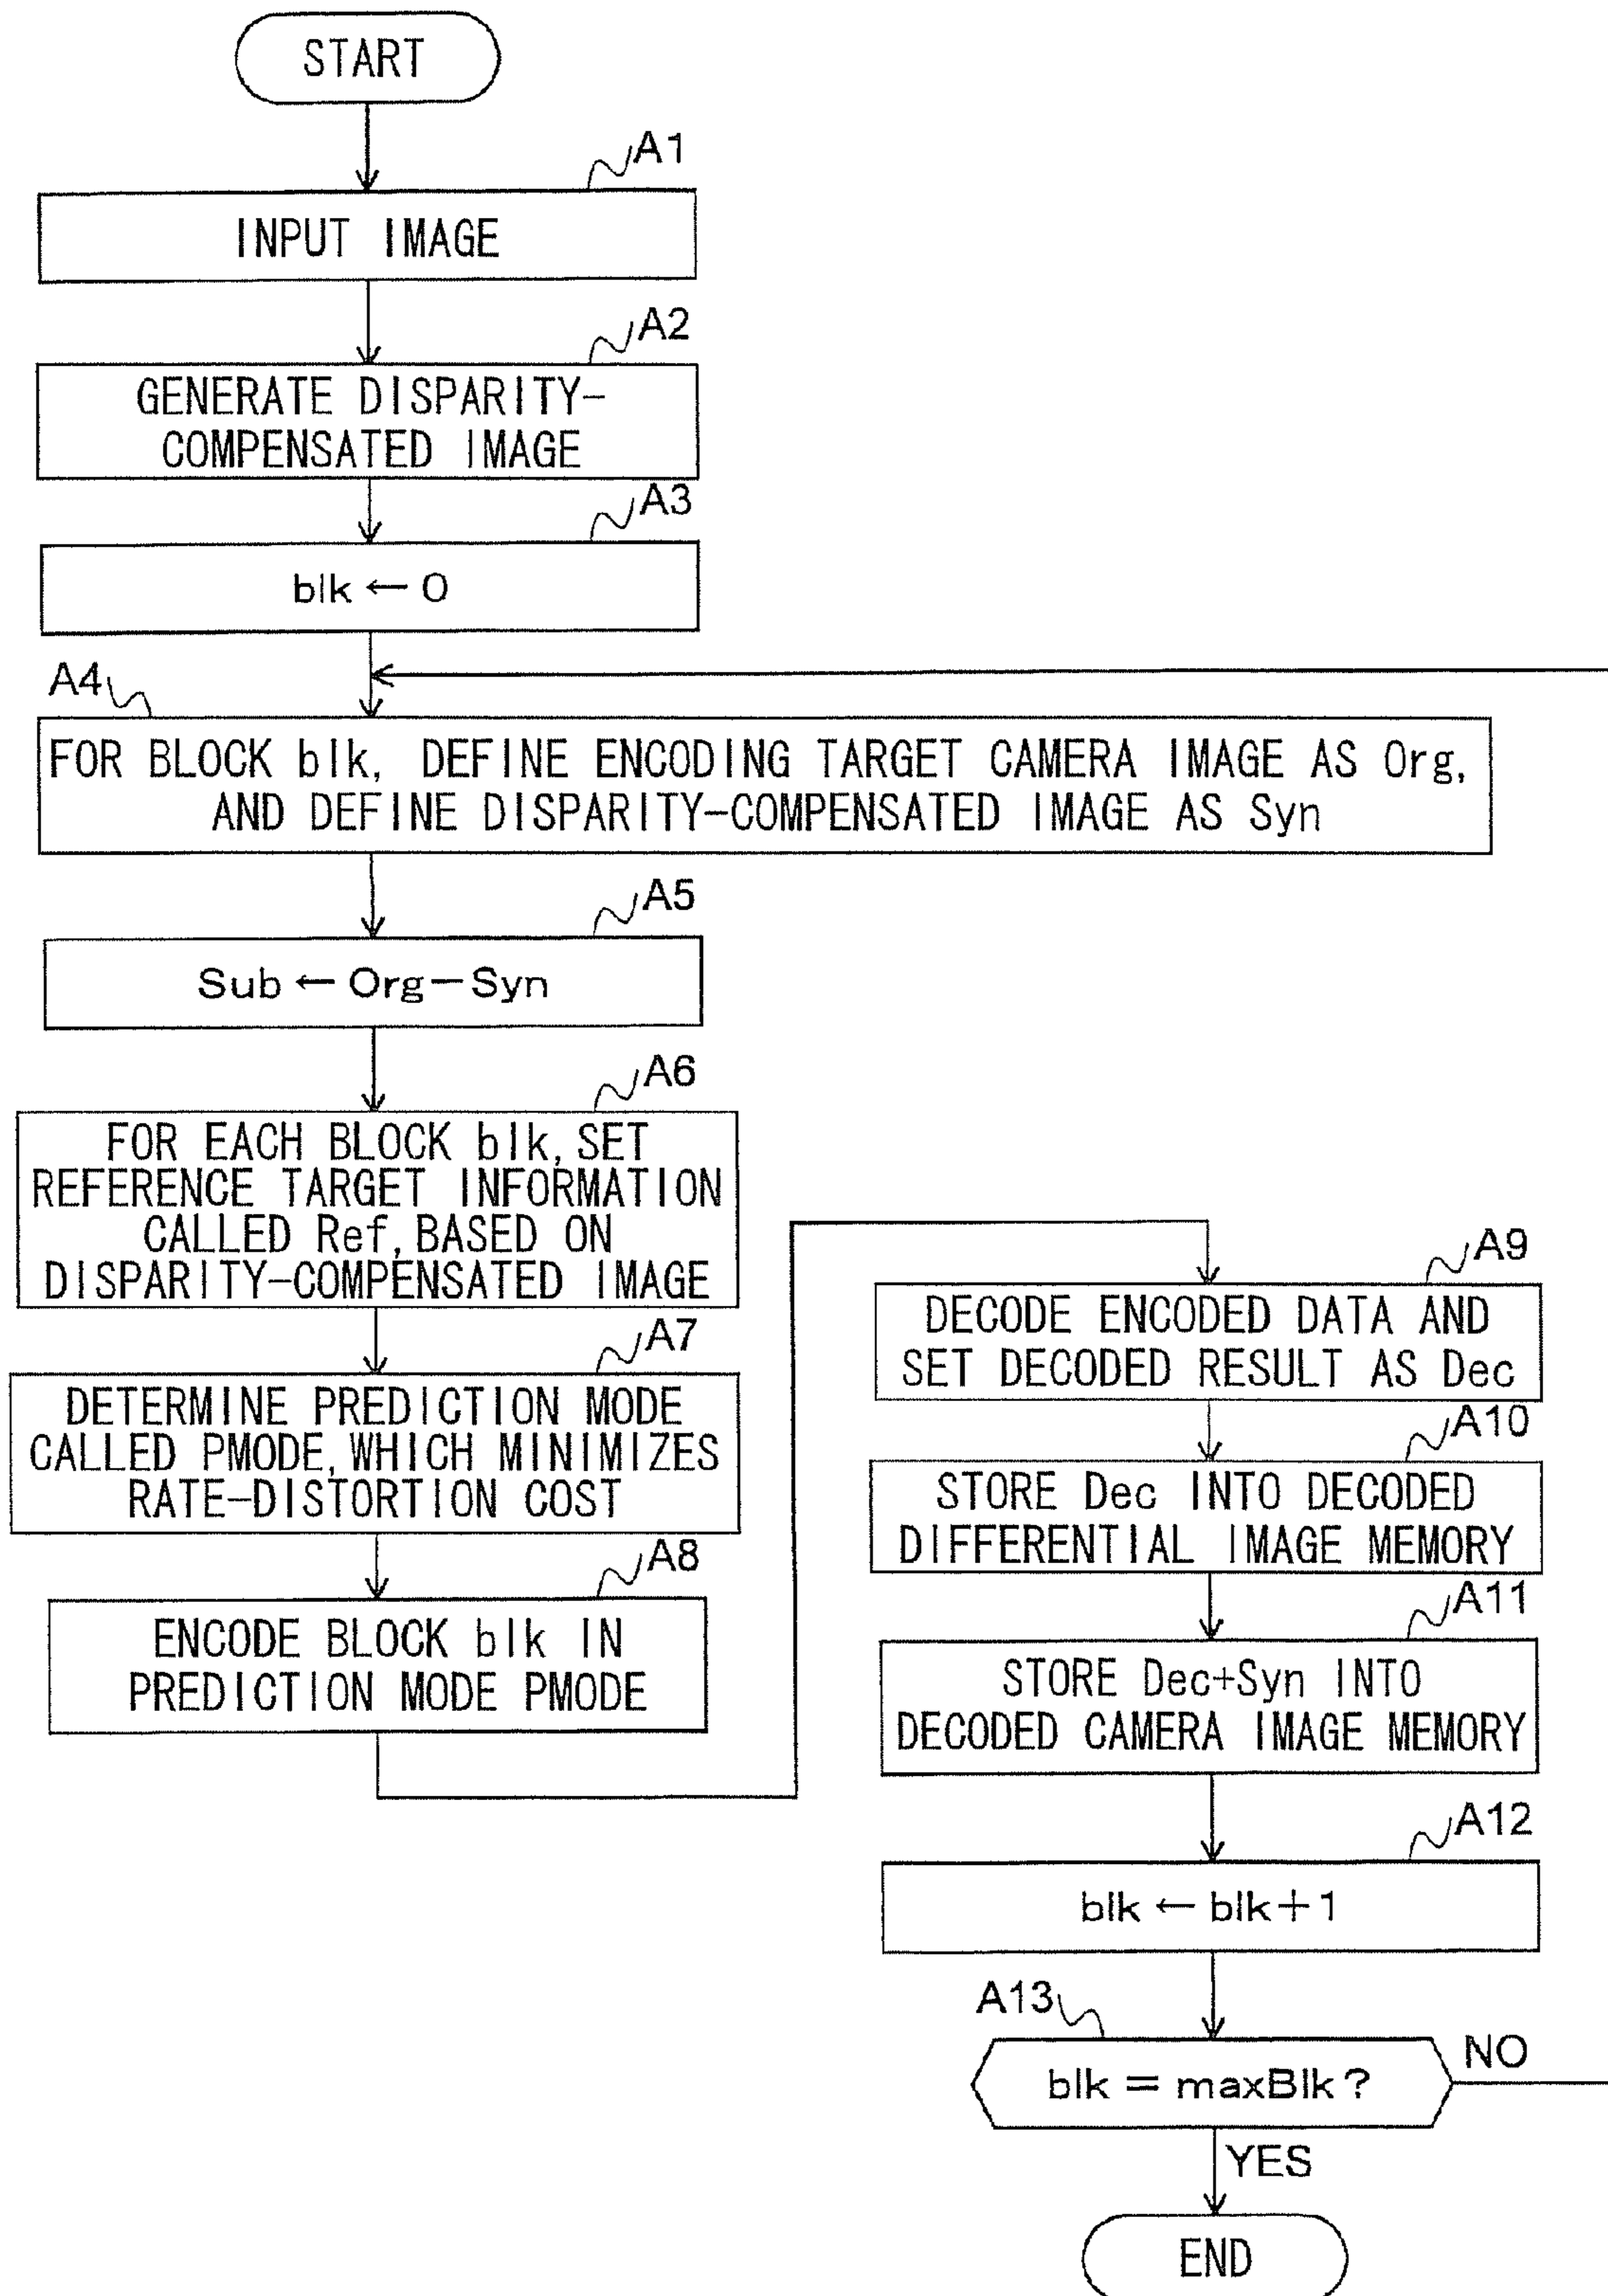 START
A1
INPUT IMAGE
A2
GENERATE DISPARITY-
COMPENSATED IMAGE
A3
blk ← 0
A4
FOR BLOCK blk, DEFINE ENCODING TARGET CAMERA IMAGE AS Org,
AND DEFINE DISPARITY-COMPENSATED IMAGE AS Syn
A5
Sub ← Org－Syn
A6
FOR EACH BLOCK blk, SET
REFERENCE TARGET INFORMATION
CALLED Ref, BASED ON
DISPARITY-COMPENSATED IMAGE
A7
DETERMINE PREDICTION MODE
CALLED PMODE, WHICH MINIMIZES
RATE-DISTORTION COST
A8
ENCODE BLOCK blk IN
PREDICTION MODE PMODE
A9
DECODE ENCODED DATA AND
SET DECODED RESULT AS Dec
A10
STORE Dec INTO DECODED
DIFFERENTIAL IMAGE MEMORY
A11
STORE Dec+Syn INTO
DECODED CAMERA IMAGE MEMORY
A12
blk ← blk+1
A13
blk = maxBlk?
NO
YES
END